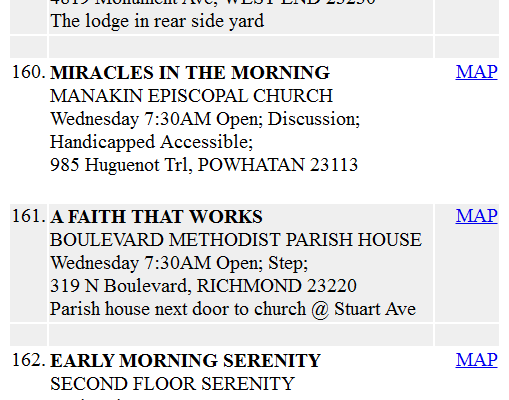 The lodge in rear side yard
160. MIRACLES IN THE MORNING MAP
MANAKIN EPISCOPAL CHURCH
Wednesday 7:30AM Open; Discussion;
Handicapped Accessible;
985 Huguenot Trl, POWHATAN 23113
161. A FAITH THAT WORKS MAP
BOULEVARD METHODIST PARISH HOUSE
Wednesday 7:30AM Open; Step;
319 N Boulevard, RICHMOND 23220
Parish house next door to church @ Stuart Ave
162. EARLY MORNING SERENITY MAP
SECOND FLOOR SERENITY